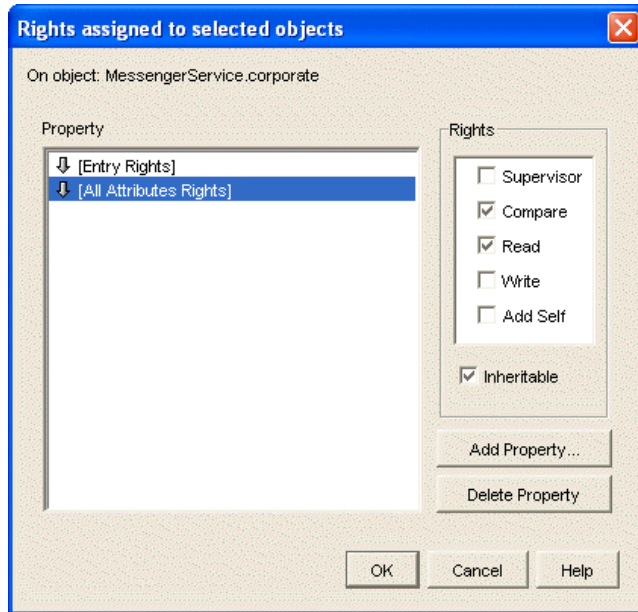 Rights assigned to selected objects
On object: MessengerService.corporate
Property
Rights
[Entry Rights]
[All Attributes Rights]
Supervisor
Compare
Read
Write
Add Self
Inheritable
Add Property...
Delete Property
OK
Cancel
Help